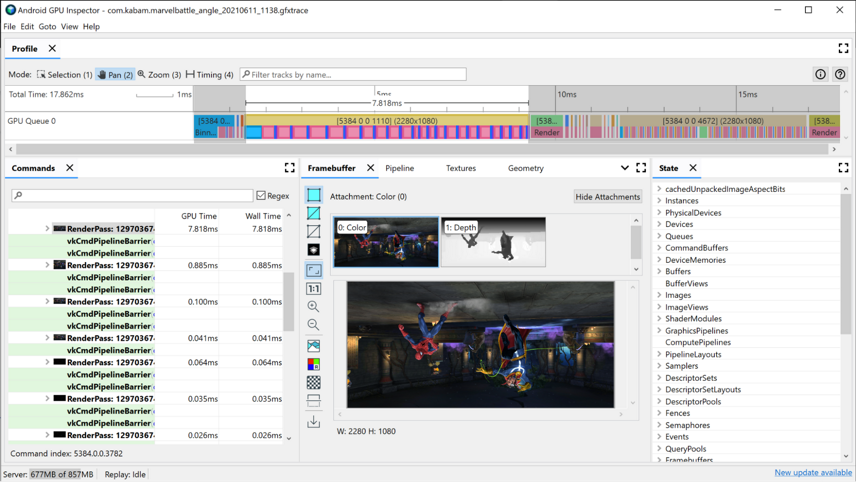 Android GPU Inspector - com.kabam.marvelbattle_angle_20210611_1138.gfxtrace
File Edit Goto View Help
Profile
Mode: Selection (1) Pan (2) Zoom (3) Timing (4) Filter tracks by name...
Total Time: 17.862ms 1ms 5ms 10ms 15ms
7.818ms
GPU Queue 0 [5384 0... [5384 0 0 1110] (2280x1080) [538... [5384 0 0 4672] (2280x1080) [538...
Binn... Render Render
Commands
Regex
GPU Time Wall Time
RenderPass: 12970367 7.818ms 7.818ms
vkCmdPipelineBarrier
vkCmdPipelineBarrier
RenderPass: 12970367 0.885ms 0.885ms
vkCmdPipelineBarrier
vkCmdPipelineBarrier
RenderPass: 12970367 0.100ms 0.100ms
vkCmdPipelineBarrier
vkCmdPipelineBarrier
RenderPass: 12970367 0.041ms 0.041ms
vkCmdPipelineBarrier
RenderPass: 12970367 0.064ms 0.064ms
vkCmdPipelineBarrier
vkCmdPipelineBarrier
RenderPass: 12970367 0.035ms 0.035ms
vkCmdPipelineBarrier
vkCmdPipelineBarrier
RenderPass: 12970367 0.026ms 0.026ms
Command index: 5384.0.0.3782
Framebuffer Pipeline Textures Geometry
Attachment: Color (0) Hide Attachments
0: Color 1: Depth
1:1
W: 2280 H: 1080
State
cachedUnpackedImageAspectBits
Instances
PhysicalDevices
Devices
Queues
CommandBuffers
DeviceMemories
Buffers
BufferViews
Images
ImageViews
ShaderModules
GraphicsPipelines
ComputePipelines
PipelineLayouts
Samplers
DescriptorSets
DescriptorSetLayouts
DescriptorPools
Fences
Semaphores
Events
QueryPools
Framebuffers
Server: 677MB of 857MB Replay: Idle New update available